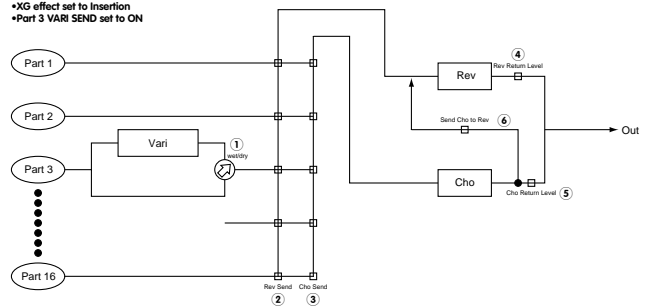 •XG effect set to Insertion
•Part 3 VARI SEND set to ON
Part 1
Rev
④
Rev Return Level
Part 2
Send Cho to Rev ⑥
Out
Vari
①
wet/dry
Part 3
Cho
Cho Return Level ⑤
Part 16
Rev Send
②
Cho Send
③